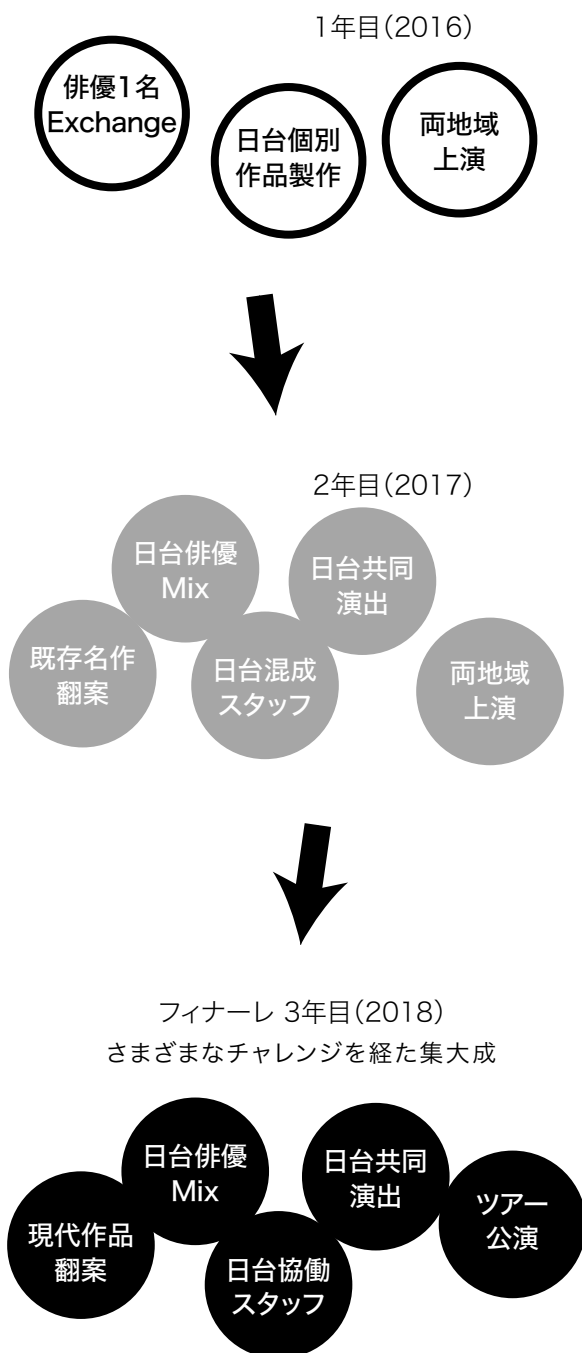 1年目(2016)
俳優1名
Exchange
日台個別
作品製作
両地域
上演
2年目(2017)
日台俳優
Mix
日台共同
演出
既存名作
翻案
日台混成
スタッフ
両地域
上演
フィナーレ 3年目(2018)
さまざまなチャレンジを経た集大成
日台俳優
Mix
日台共同
演出
ツアー
公演
現代作品
翻案
日台協働
スタッフ